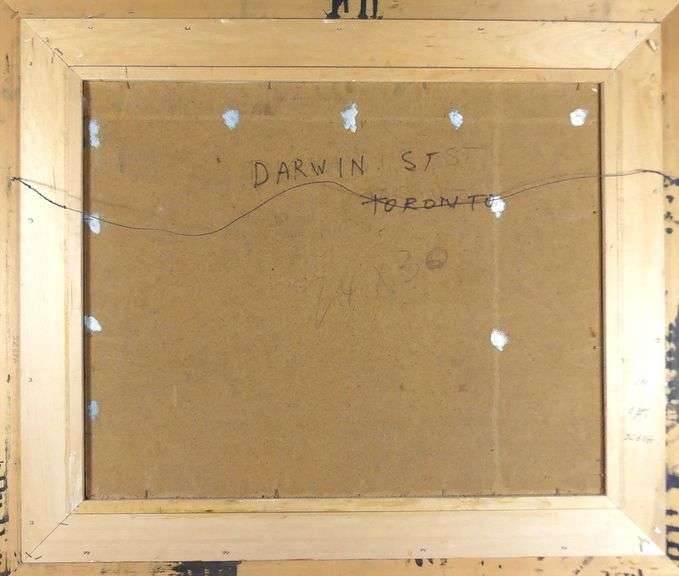 DARWIN ST
TORONTO
24 x 30